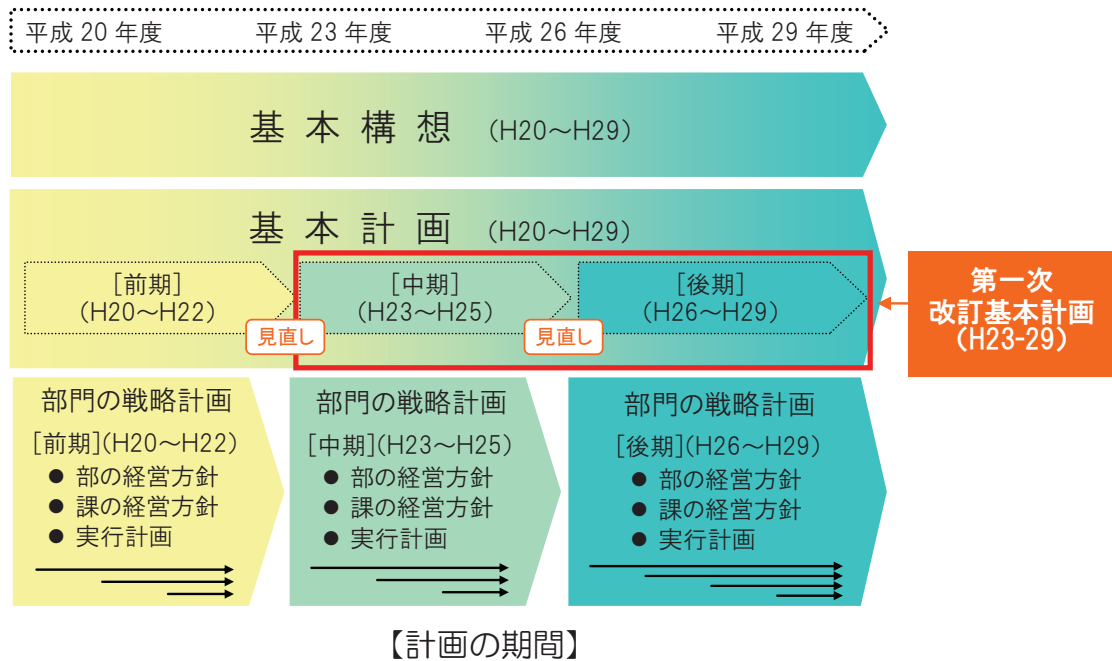 平成 20 年度 平成 23 年度 平成 26 年度 平成 29 年度
基 本 構 想 （H20～H29）
基 本 計 画 （H20～H29）
[前期]
(H20～H22)
[中期]
(H23～H25)
[後期]
(H26～H29)
見直し
見直し
第一次
改訂基本計画
(H23-29)
部門の戦略計画
[前期](H20～H22)
● 部の経営方針
● 課の経営方針
● 実行計画
部門の戦略計画
[中期](H23～H25)
● 部の経営方針
● 課の経営方針
● 実行計画
部門の戦略計画
[後期](H26～H29)
● 部の経営方針
● 課の経営方針
● 実行計画
【計画の期間】